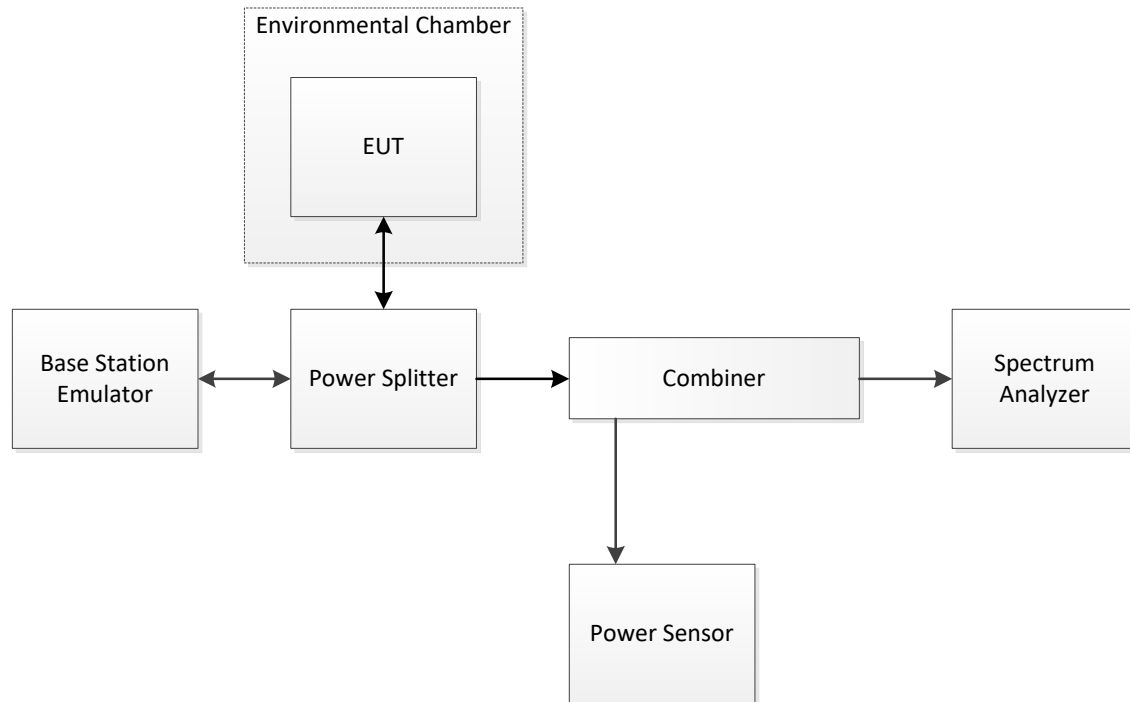 Environmental Chamber
EUT
Base Station
Emulator
Power Splitter
Combiner
Spectrum
Analyzer
Power Sensor